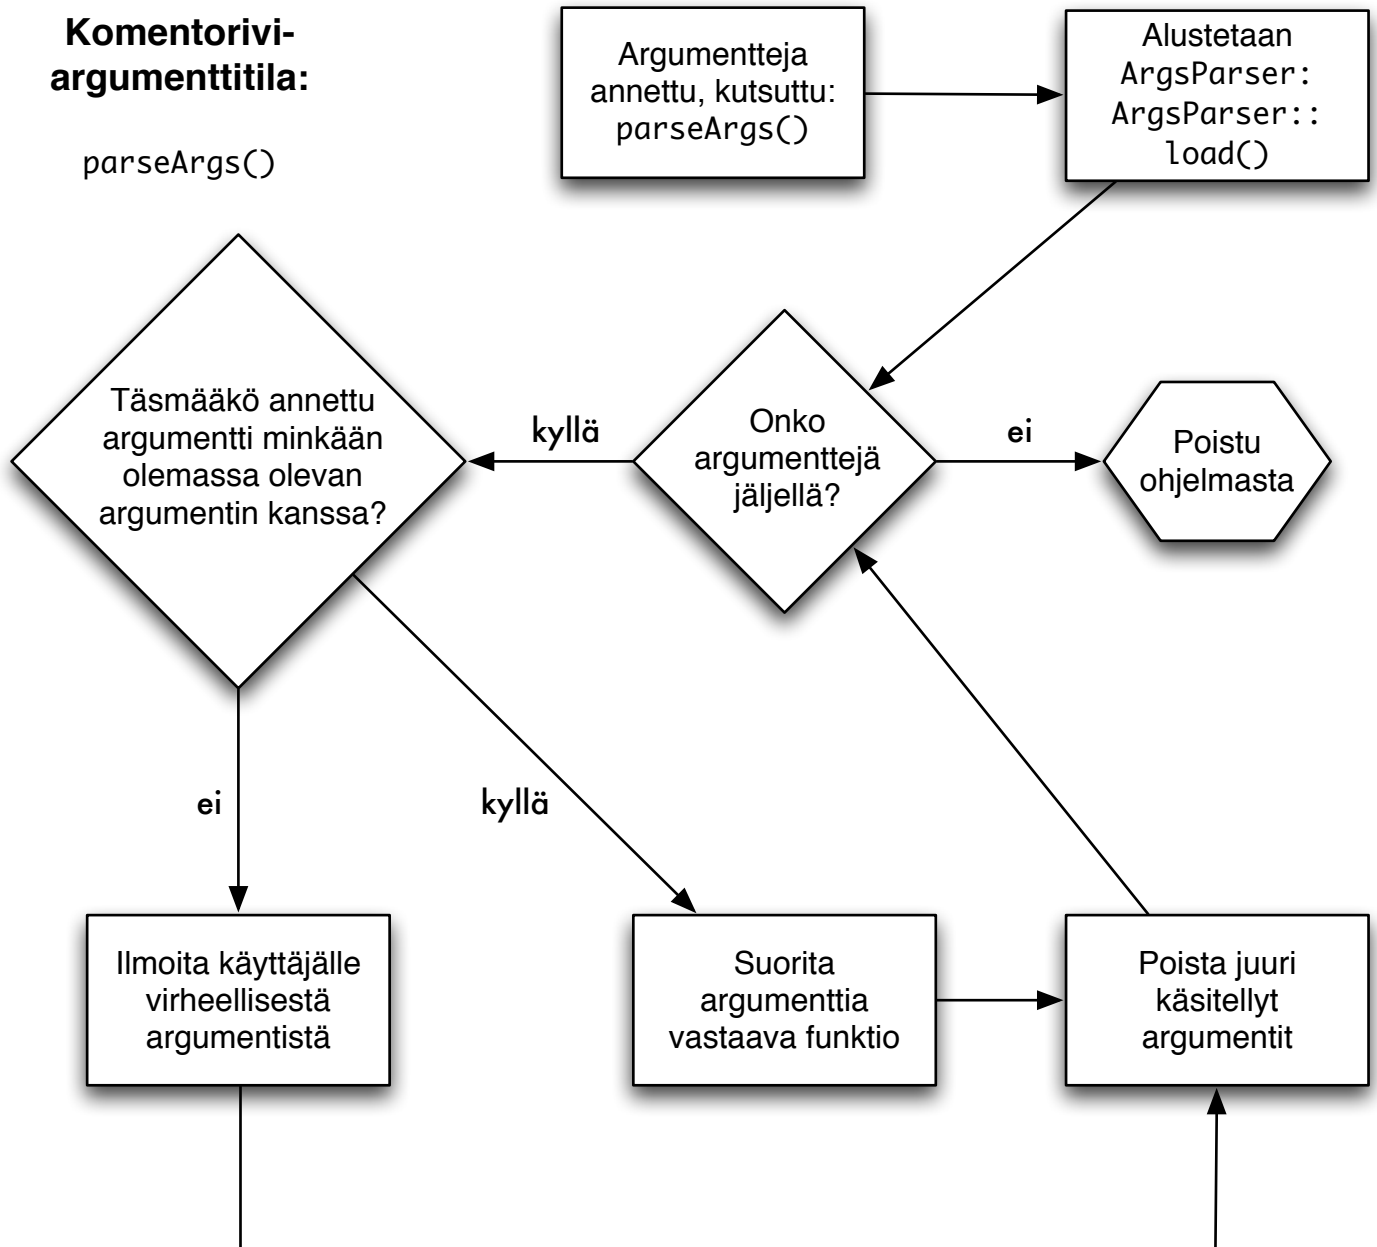 Komentorivi-
argumenttitila:
parseArgs()
Argumentteja
annettu, kutsuttu:
parseArgs()
Alustetaan
ArgsParser:
ArgsParser::
load()
Täsmääkö annettu
argumentti minkään
olemassa olevan
argumentin kanssa?
kyllä
Onko
argumenttejä
jäljellä?
ei
Poistu
ohjelmasta
ei
kyllä
Ilmoita käyttäjälle
virheellisestä
argumentistä
Suorita
argumenttia
vastaava funktio
Poista juuri
käsitellyt
argumentit